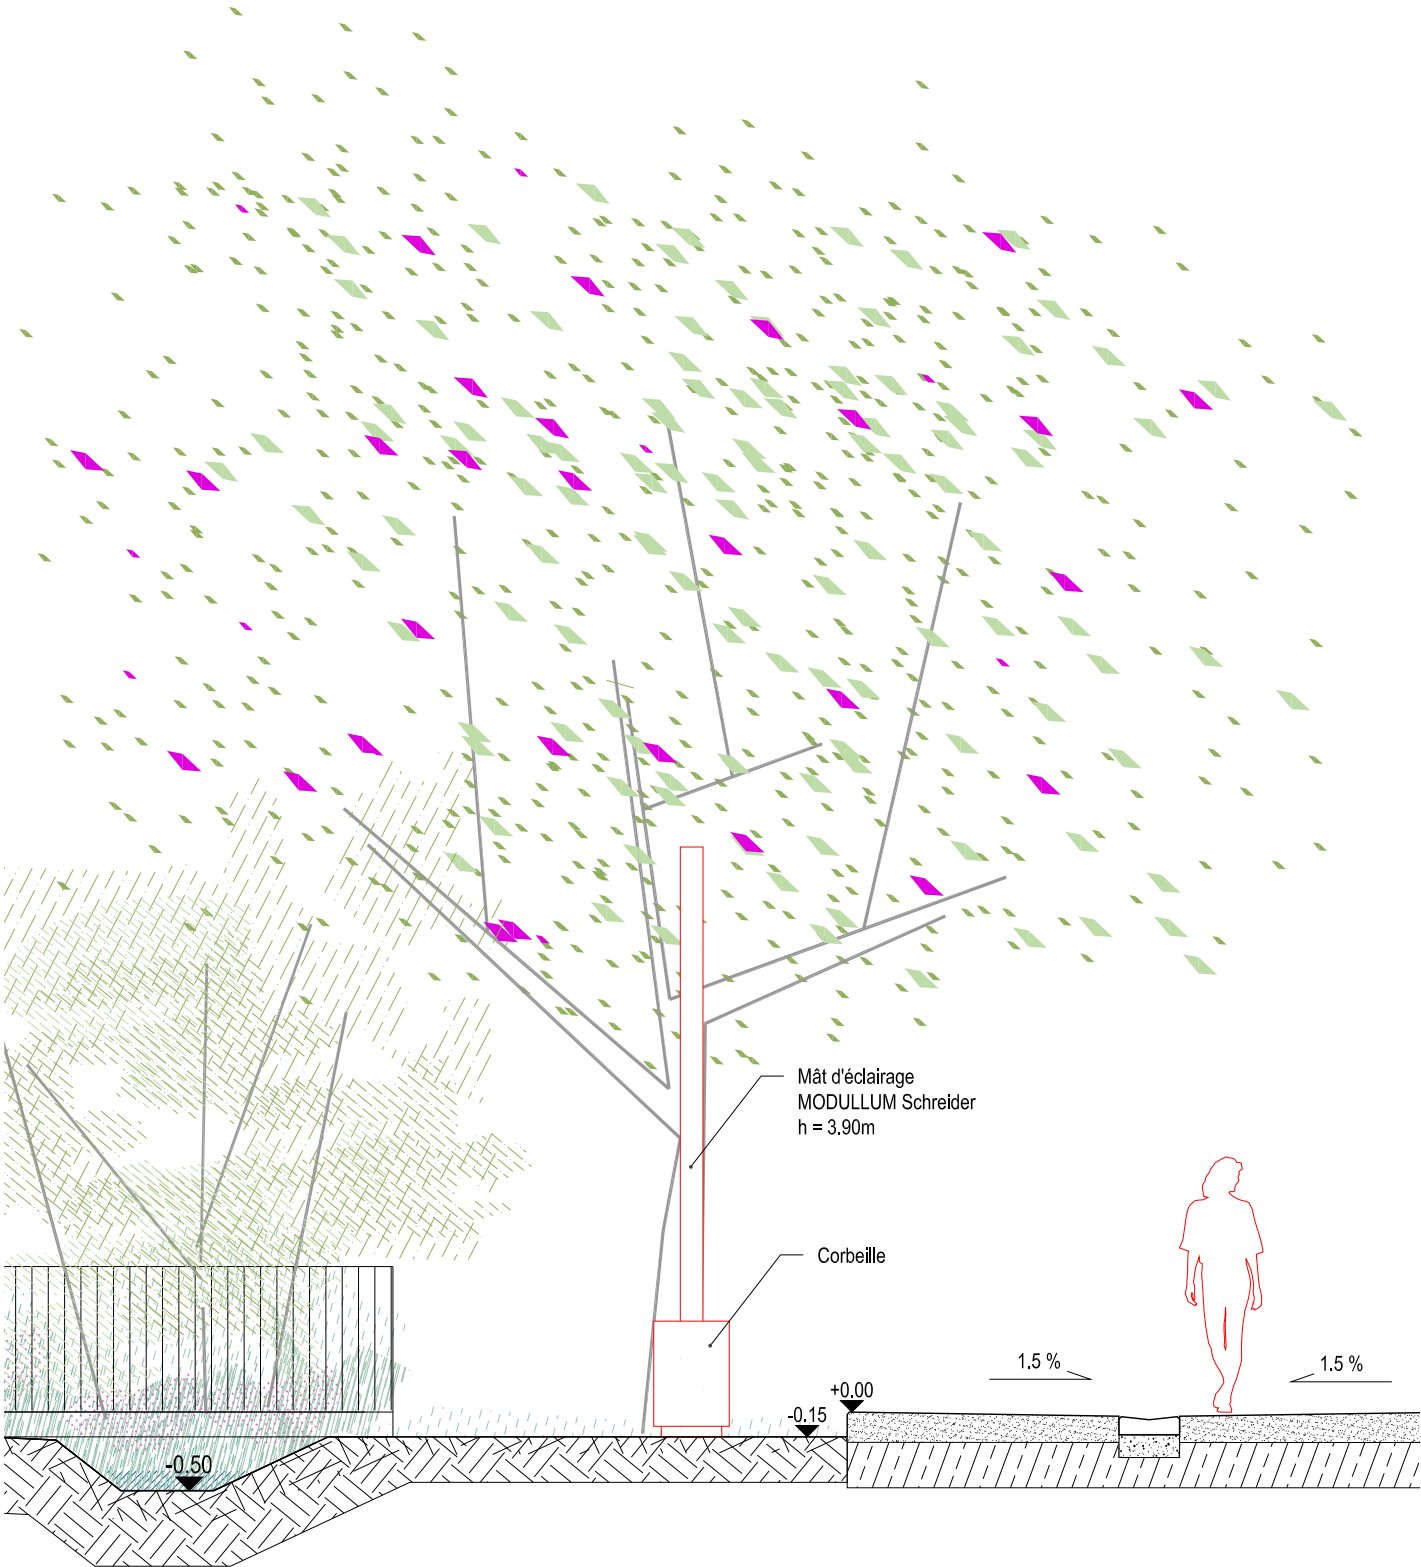 Mât d'éclairage
MODULLUM Schreider
h = 3.90m
Corbeille
1.5 %
1.5 %
+0.00
-0.15
-0.50